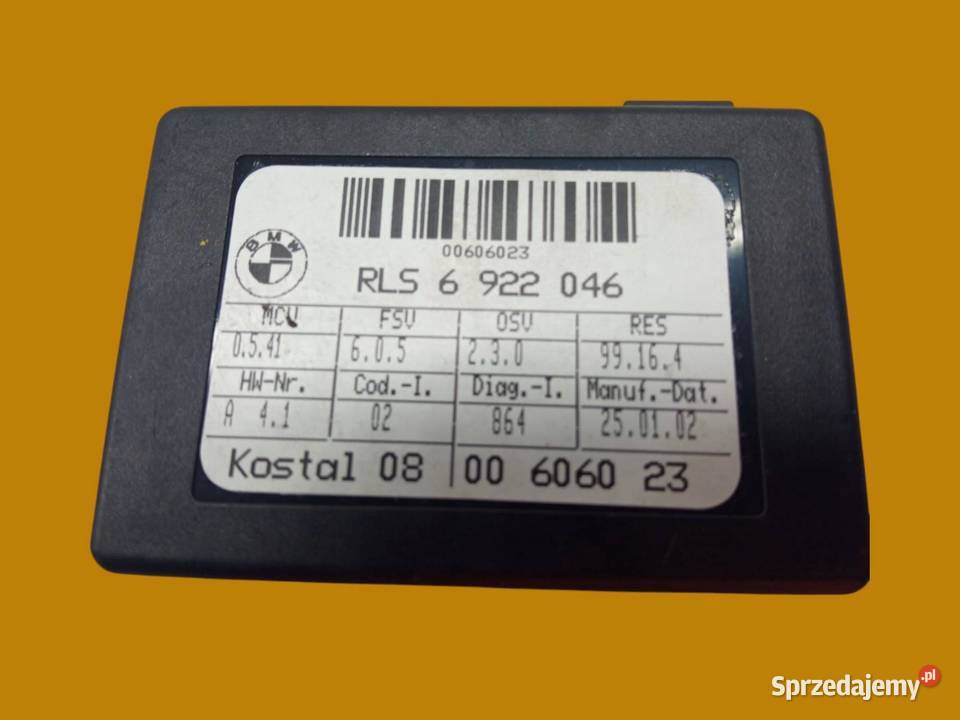 BMW
00606023
RLS 6 922 046
MCV FSV OSV RES
0.5.41 6.0.5 2.3.0 99.16.4
HW-Nr. Cod.-I. Diag.-I. Manuf.-Dat.
A 4.1 02 864 25.01.02
Kostal 08 00 6060 23
Sprzedajemy.pl